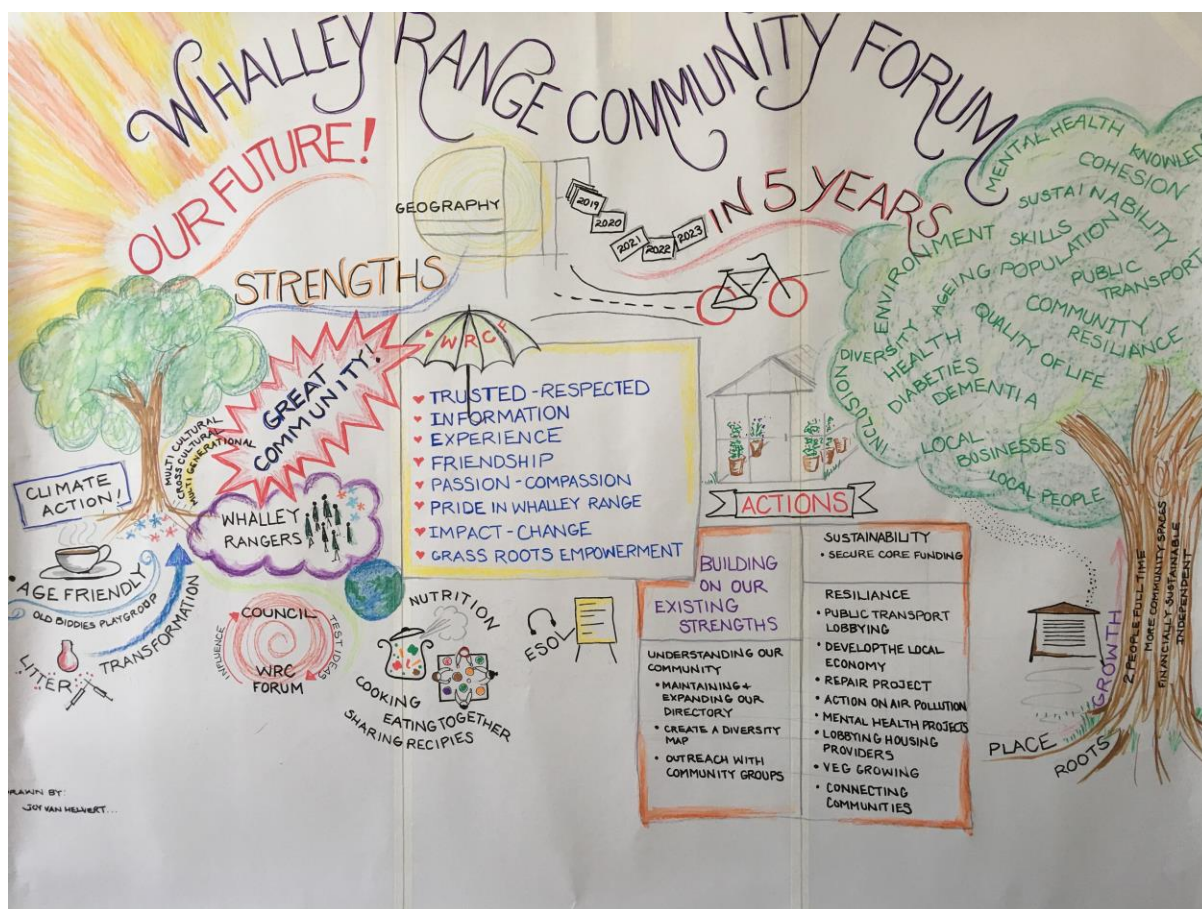 WHALLEY RANGE COMMUNITY FORUM
OUR FUTURE!
STRENGTHS
GEOGRAPHY
2019
2020
2021
2022
2023
IN 5 YEARS
GREAT
COMMUNITY!
MULTI CULTURAL
CROSS CULTURAL
MULTI GENERATIONAL
CLIMATE
ACTION!
WHALLEY
RANGERS
AGE FRIENDLY
OLD BIDDIES PLAYGROUP
LITTER
TRANSFORMATION
COUNCIL
INFLUENCE
TEST IDEAS
WRC
FORUM
WRCF
TRUSTED-RESPECTED
INFORMATION
EXPERIENCE
FRIENDSHIP
PASSION-COMPASSION
PRIDE IN WHALLEY RANGE
IMPACT-CHANGE
GRASS ROOTS EMPOWERMENT
NUTRITION
COOKING
EATING TOGETHER
SHARING RECIPIES
ESOL
ACTIONS
BUILDING
ON OUR
EXISTING
STRENGTHS
UNDERSTANDING OUR
COMMUNITY
• MAINTAINING +
EXPANDING OUR
DIRECTORY
• CREATE A DIVERSITY
MAP
• OUTREACH WITH
COMMUNITY GROUPS
SUSTAINABILITY
• SECURE CORE FUNDING
RESILIANCE
• PUBLIC TRANSPORT
LOBBYING
• DEVELOP THE LOCAL
ECONOMY
• REPAIR PROJECT
• ACTION ON AIR POLLUTION
• MENTAL HEALTH PROJECTS
• LOBBYING HOUSING
PROVIDERS
• VEG GROWING
• CONNECTING
COMMUNITIES
MENTAL HEALTH
KNOWLED
COHESION
SUSTAINABILITY
ENVIRONMENT
SKILLS
AGEING POPULATION
PUBLIC
TRANSPORT
COMMUNITY
RESILIANCE
DIVERSITY
HEALTH
QUALITY OF LIFE
DIABETIES
DEMENTIA
INCLUSION
LOCAL
BUSINESSES
LOCAL PEOPLE
GROWTH
2 PEOPLE FULL TIME
MORE COMMUNITY SPACES
FINANCIALLY SUSTAINABLE
INDEPENDENT
PLACE
ROOTS
RAWN BY:
JOY VAN HELVERT...